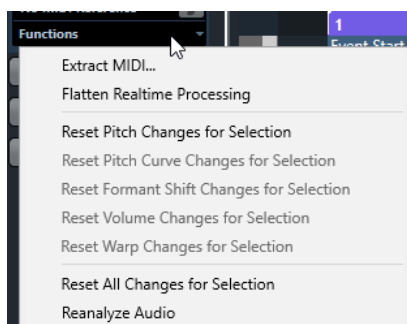 Functions
1
Event Start
Extract MIDI...
Flatten Realtime Processing
Reset Pitch Changes for Selection
Reset Pitch Curve Changes for Selection
Reset Formant Shift Changes for Selection
Reset Volume Changes for Selection
Reset Warp Changes for Selection
Reset All Changes for Selection
Reanalyze Audio